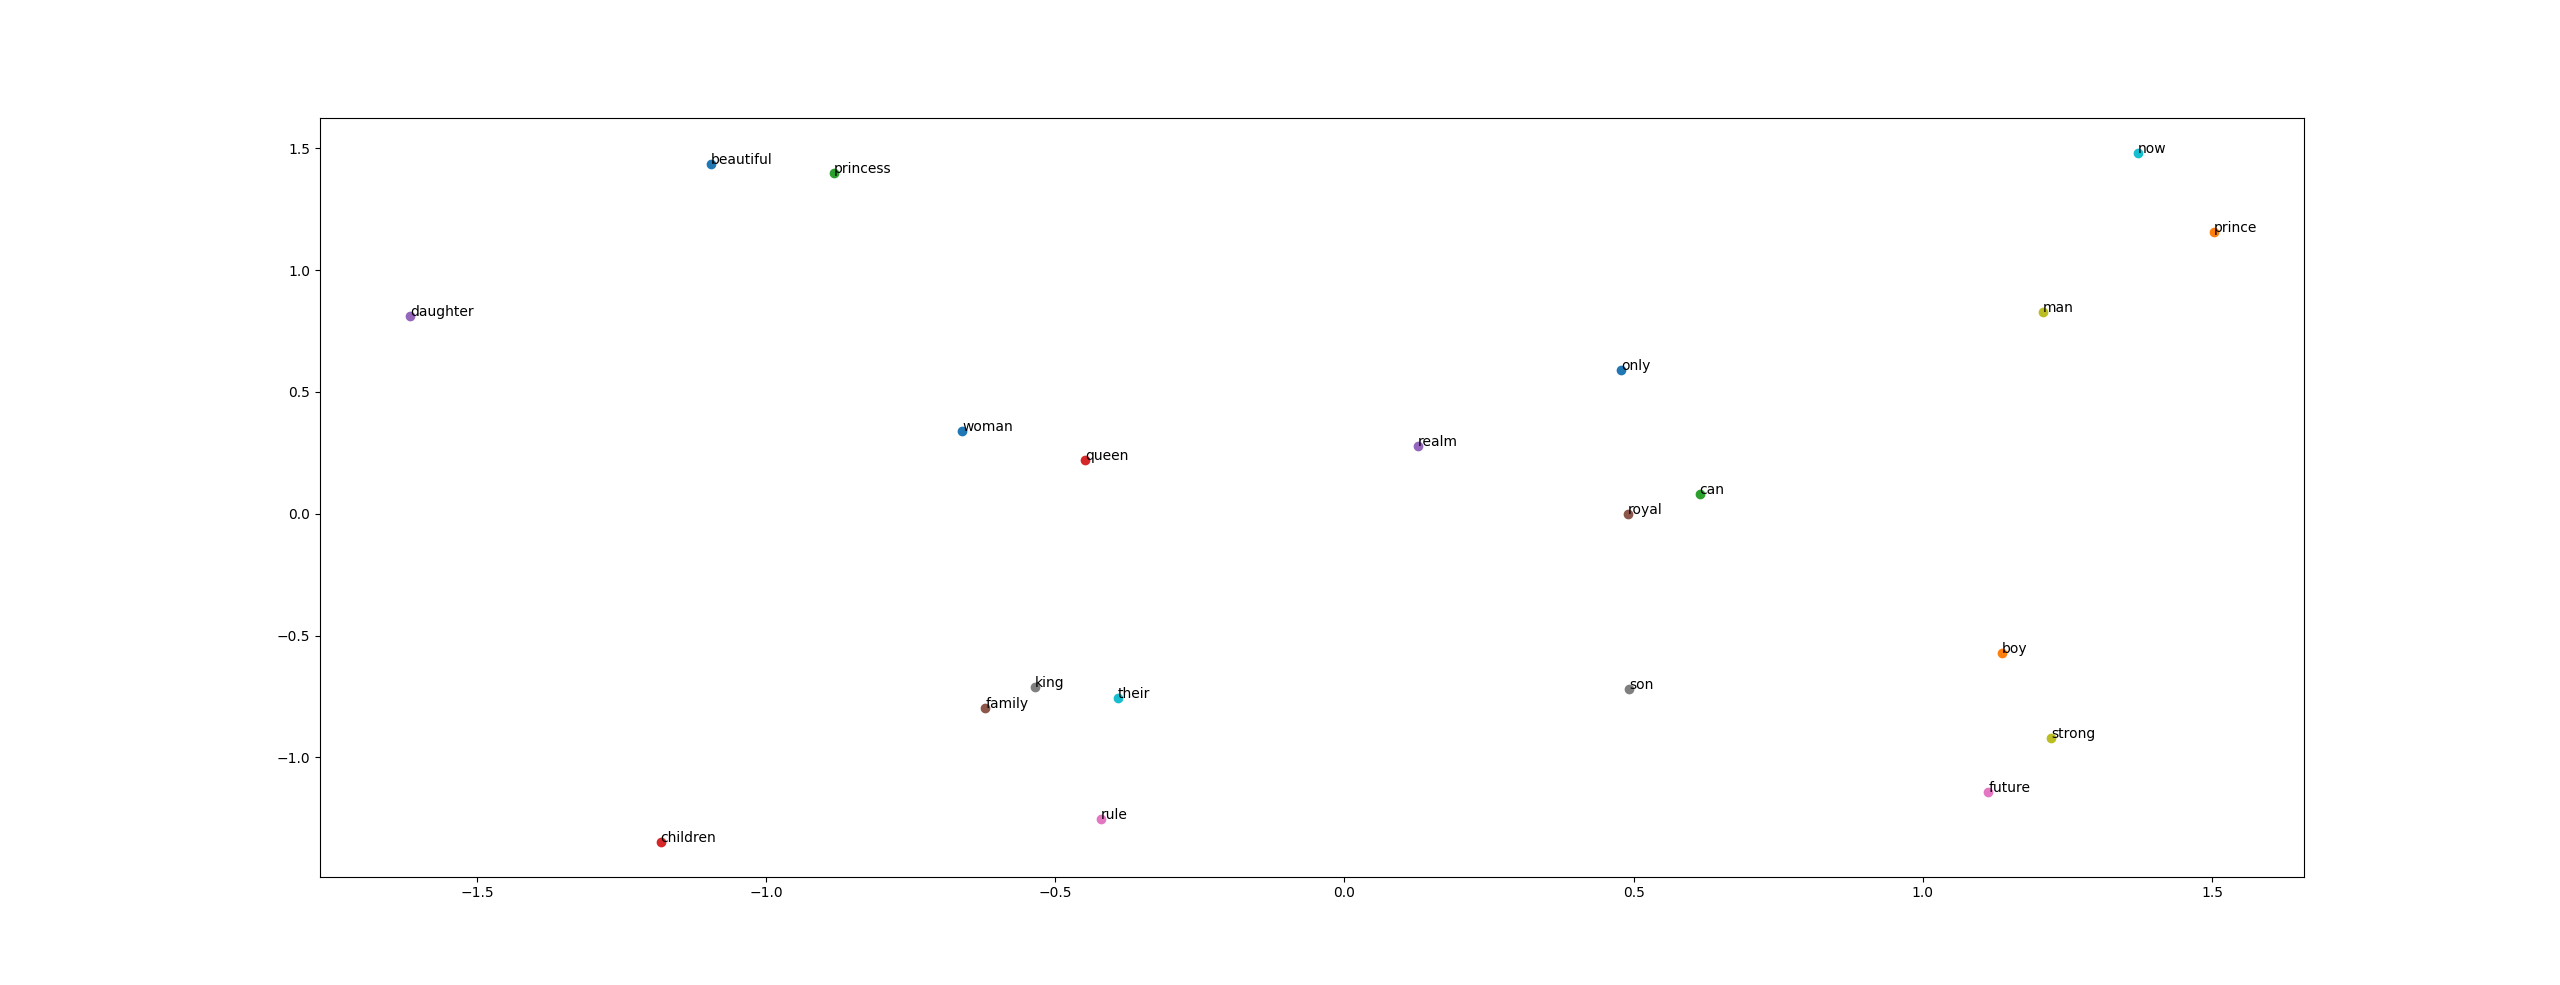 1.5
1.0
0.5
0.0
−0.5
−1.0
beautiful
princess
now
prince
daughter
man
only
woman
realm
queen
can
royal
boy
king
son
their
family
strong
future
rule
children
−1.5
−1.0
−0.5
0.0
0.5
1.0
1.5